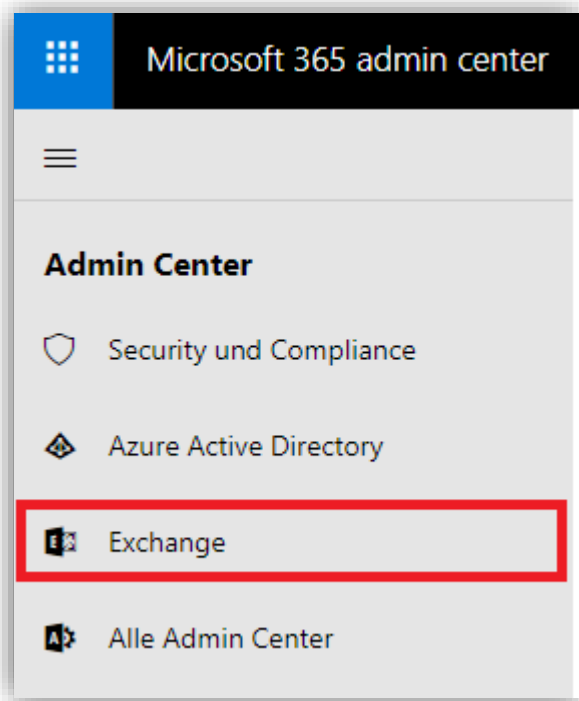 Microsoft 365 admin center
Admin Center
Security und Compliance
Azure Active Directory
Exchange
Alle Admin Center